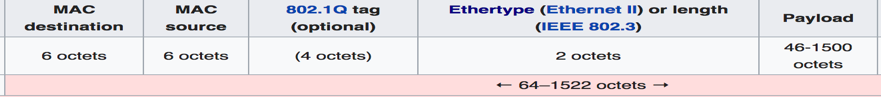 MAC destination
MAC source
802.1Q tag (optional)
Ethertype (Ethernet II) or length (IEEE 802.3)
Payload
6 octets
6 octets
(4 octets)
2 octets
46-1500 octets
← 64–1522 octets →